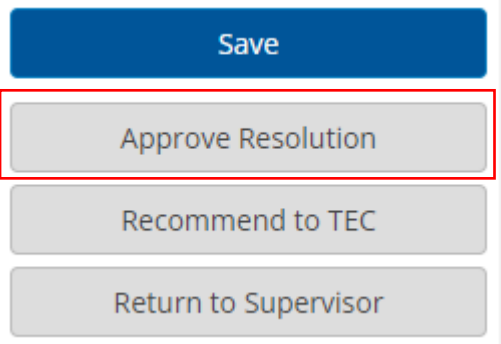 Save
Approve Resolution
Recommend to TEC
Return to Supervisor